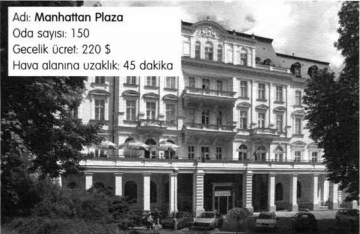 Adı: Manhattan Plaza
Oda sayısı: 150
Gecelik ücret: 220 $
Hava alanına uzaklık: 45 dakika